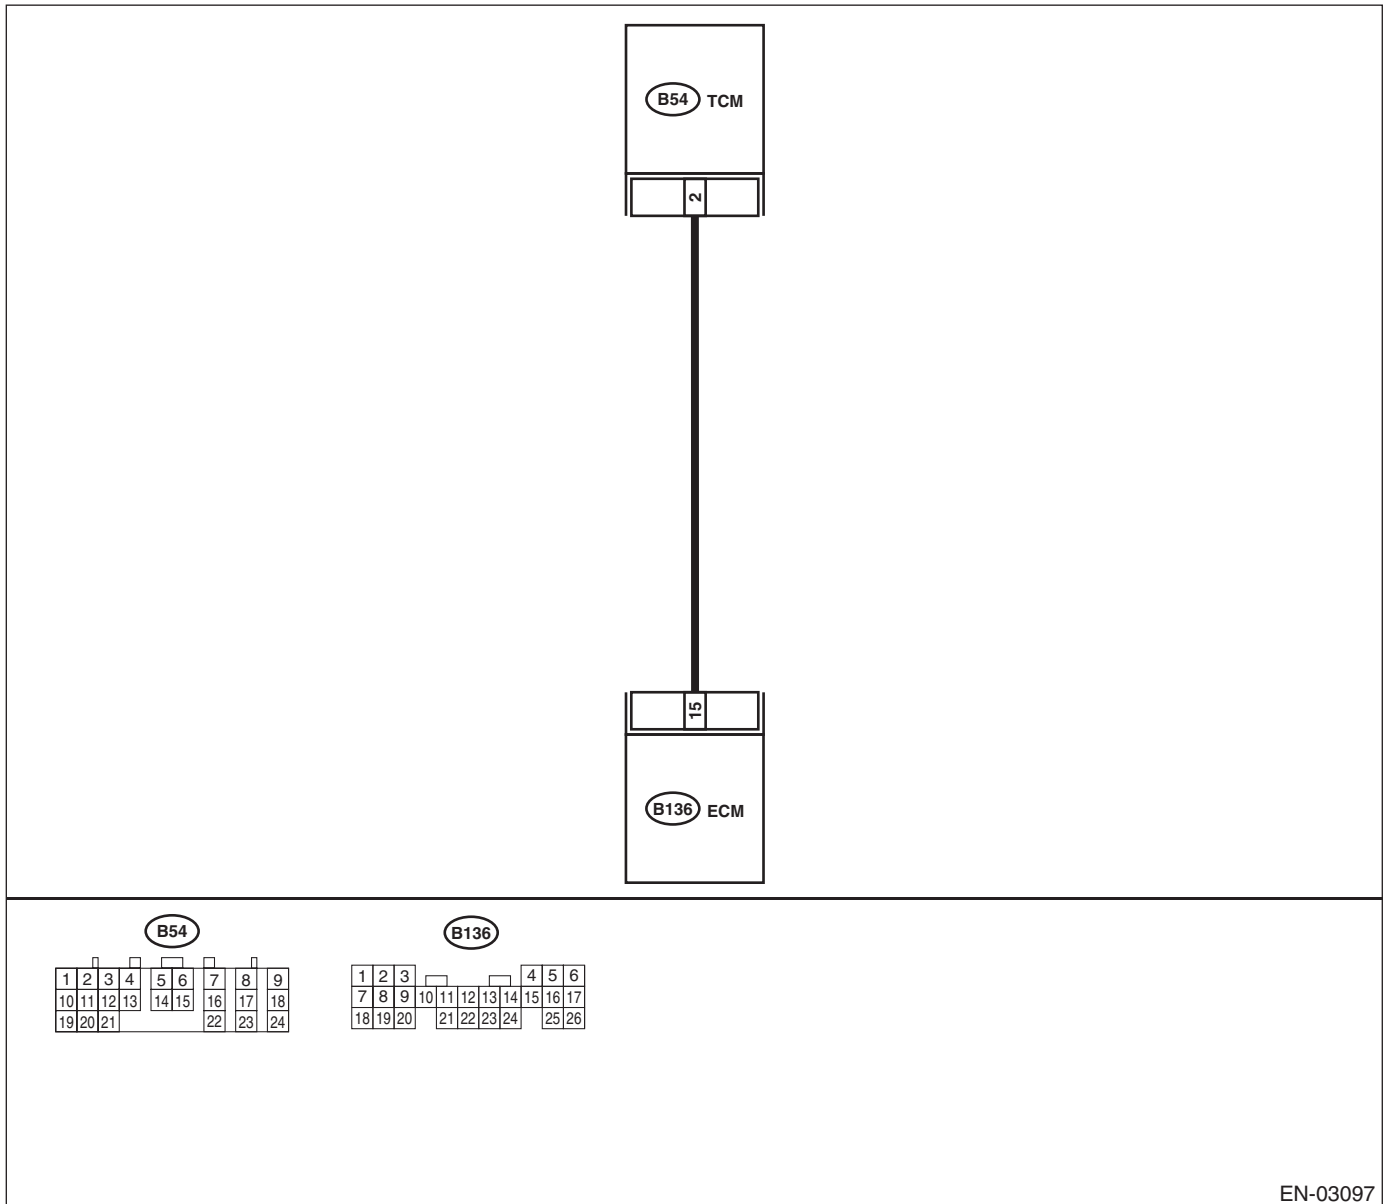 B54 TCM
2
15
B136 ECM
B54
1 2 3 4 5 6 7 8 9
10 11 12 13 14 15 16 17 18
19 20 21 22 23 24
B136
1 2 3 4 5 6
7 8 9 10 11 12 13 14 15 16 17
18 19 20 21 22 23 24 25 26
EN-03097